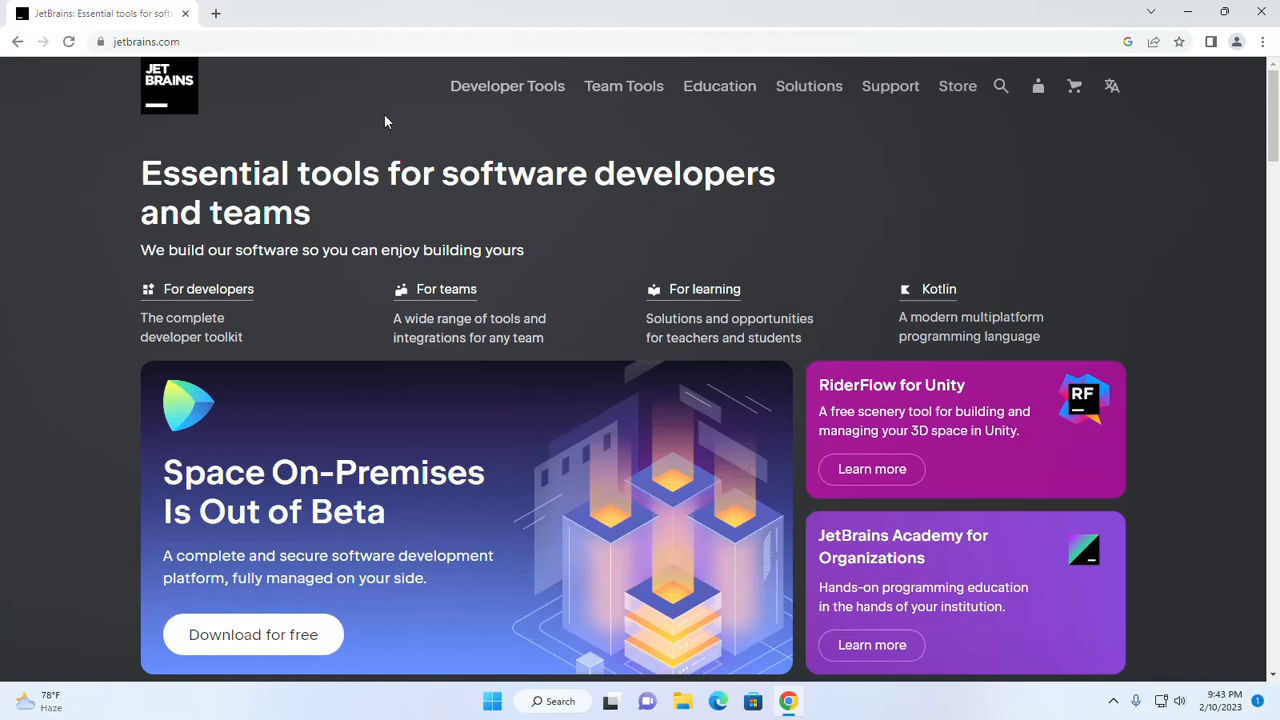 JetBrains: Essential tools for soft
jetbrains.com
JET
BRAINS
Developer Tools Team Tools Education Solutions Support Store
Essential tools for software developers
and teams
We build our software so you can enjoy building yours
For developers
The complete
developer toolkit
For teams
A wide range of tools and
integrations for any team
For learning
Solutions and opportunities
for teachers and students
Kotlin
A modern multiplatform
programming language
Space On-Premises
Is Out of Beta
A complete and secure software development
platform, fully managed on your side.
Download for free
RiderFlow for Unity
A free scenery tool for building and
managing your 3D space in Unity.
Learn more
RF
JetBrains Academy for
Organizations
Hands-on programming education
in the hands of your institution.
Learn more
78°F
Haze
Search
9:43 PM
2/10/2023
1